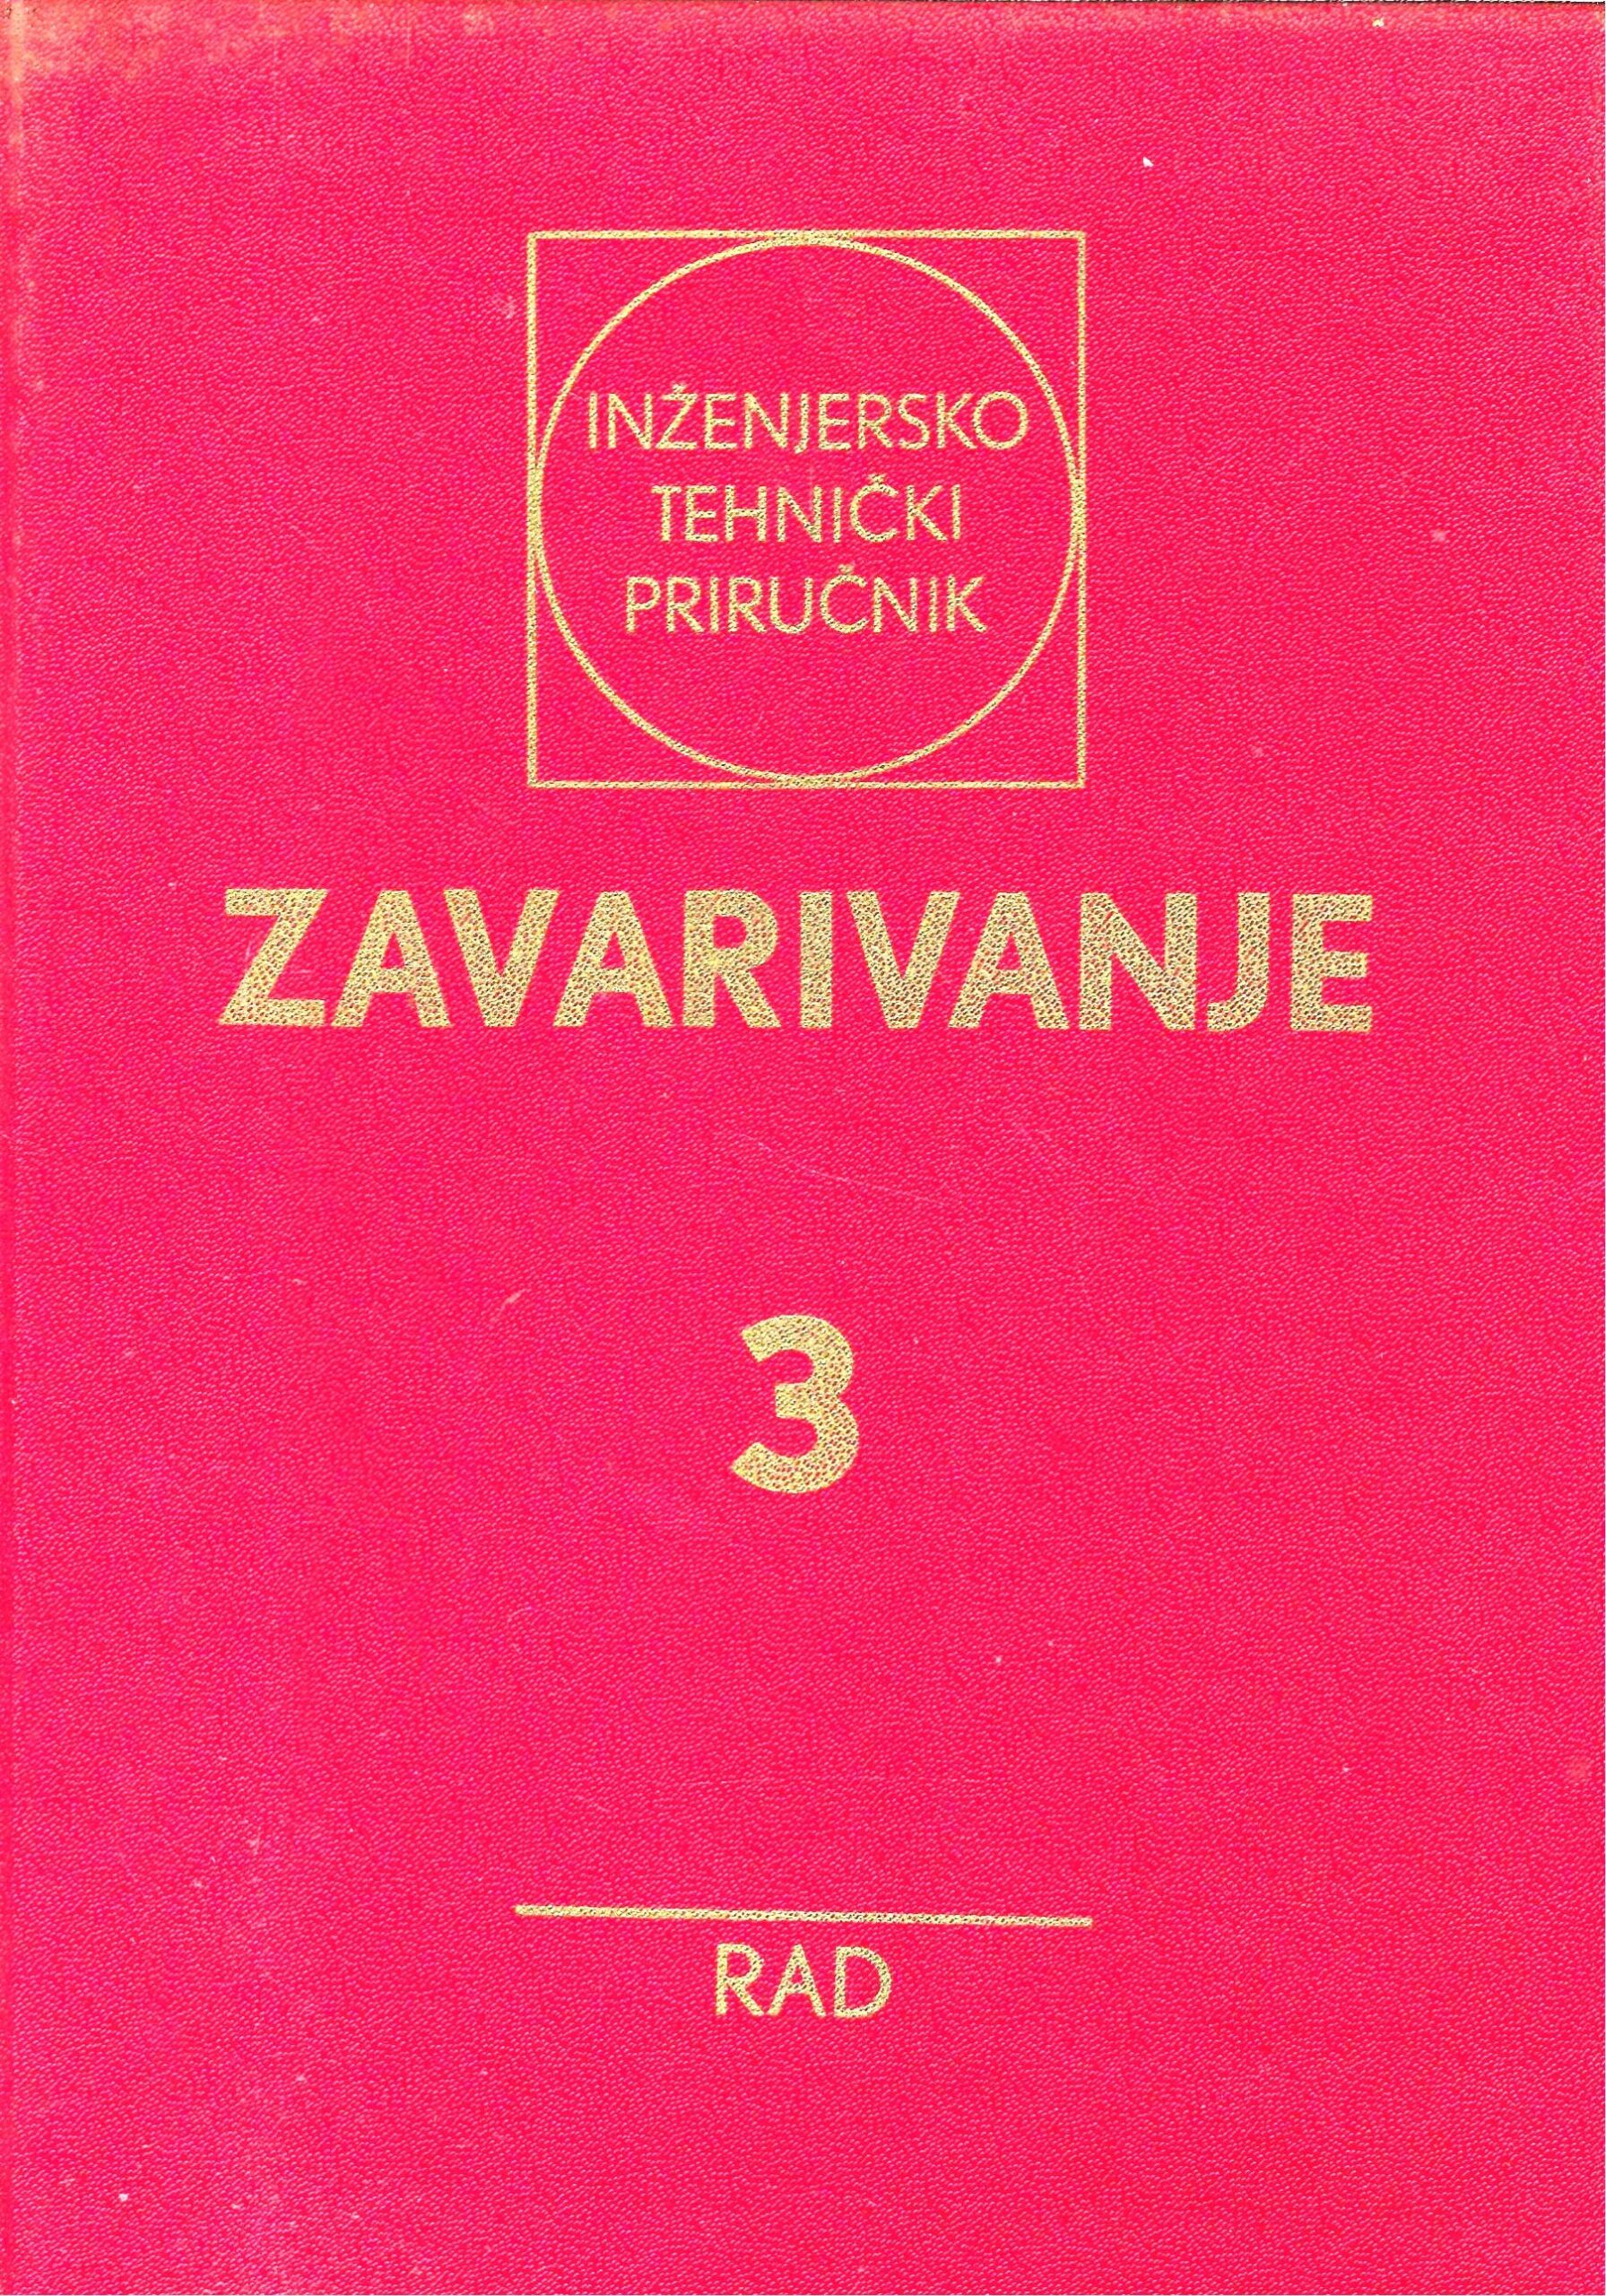 INŽENJERSKO
TEHNIČKI
PRIRUČNIK
ZAVARIVANJE
3
RAD